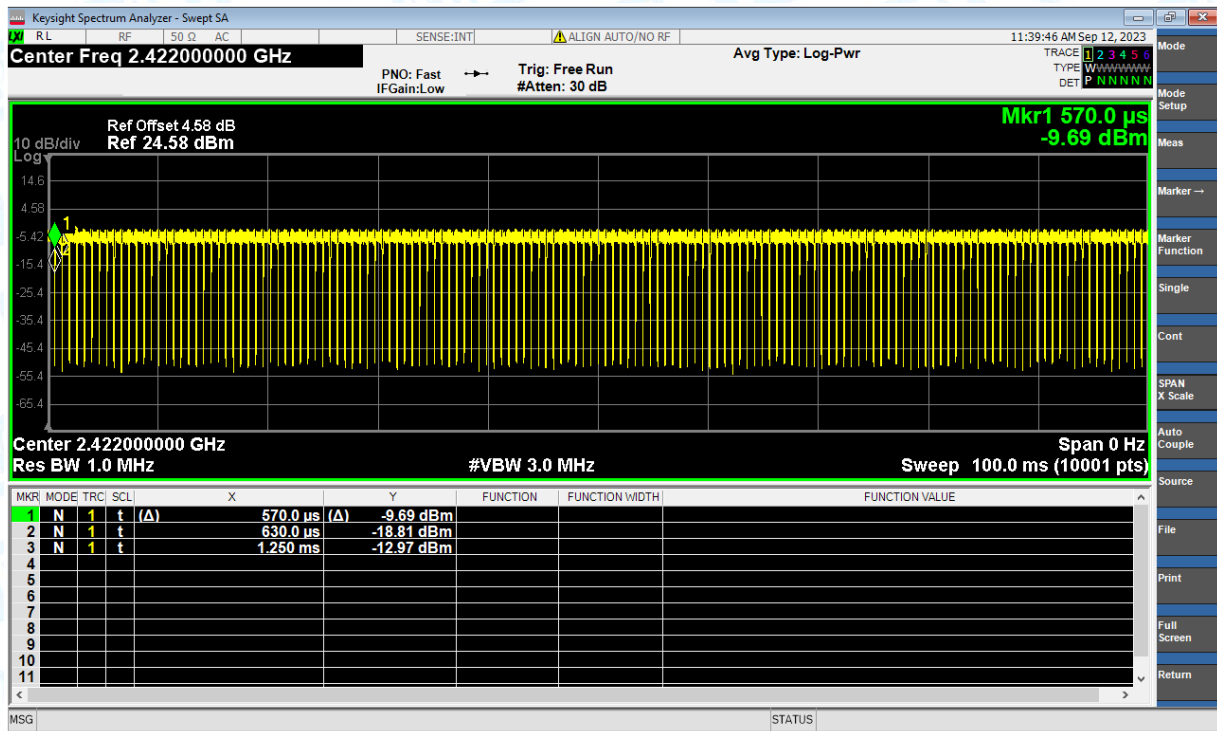 Keysight Spectrum Analyzer - Swept SA
LXI RL RF 50 Ω AC SENSE:INT ALIGN AUTO/NO RF 11:39:46 AM Sep 12, 2023
Center Freq 2.422000000 GHz
Avg Type: Log-Pwr
TRACE 1 2 3 4 5 6
TYPE WWWWWW
DET P N N N N N
PNO: Fast
IFGain:Low
Trig: Free Run
#Atten: 30 dB
Mkr1 570.0 µs
-9.69 dBm
Ref Offset 4.58 dB
10 dB/div Ref 24.58 dBm
Log
14.6
4.58
-5.42
-15.4
-25.4
-35.4
-45.4
-55.4
-65.4
1
2
Center 2.422000000 GHz Span 0 Hz
Res BW 1.0 MHz #VBW 3.0 MHz Sweep 100.0 ms (10001 pts)
MKR MODE TRC SCL X Y FUNCTION FUNCTION WIDTH FUNCTION VALUE
1 N 1 t (Δ) 570.0 µs (Δ) -9.69 dBm
2 N 1 t 630.0 µs -18.81 dBm
3 N 1 t 1.250 ms -12.97 dBm
4
5
6
7
8
9
10
11
MSG STATUS
Mode
Mode
Setup
Meas
Marker →
Marker
Function
Single
Cont
SPAN
X Scale
Auto
Couple
Source
File
Print
Full
Screen
Return